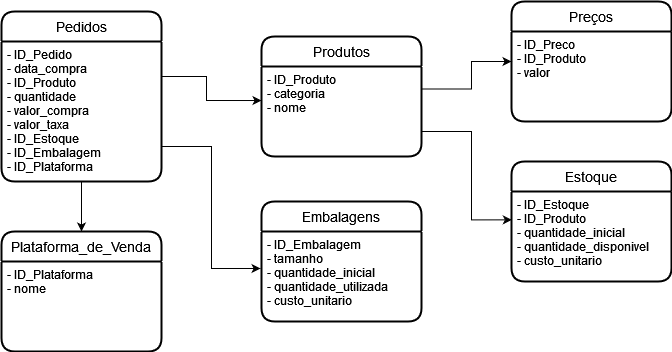 Pedidos
- ID_Pedido
- data_compra
- ID_Produto
- quantidade
- valor_compra
- valor_taxa
- ID_Estoque
- ID_Embalagem
- ID_Plataforma
Plataforma_de_Venda
- ID_Plataforma
- nome
Produtos
- ID_Produto
- categoria
- nome
Embalagens
- ID_Embalagem
- tamanho
- quantidade_inicial
- quantidade_utilizada
- custo_unitario
Preços
- ID_Preco
- ID_Produto
- valor
Estoque
- ID_Estoque
- ID_Produto
- quantidade_inicial
- quantidade_disponivel
- custo_unitario